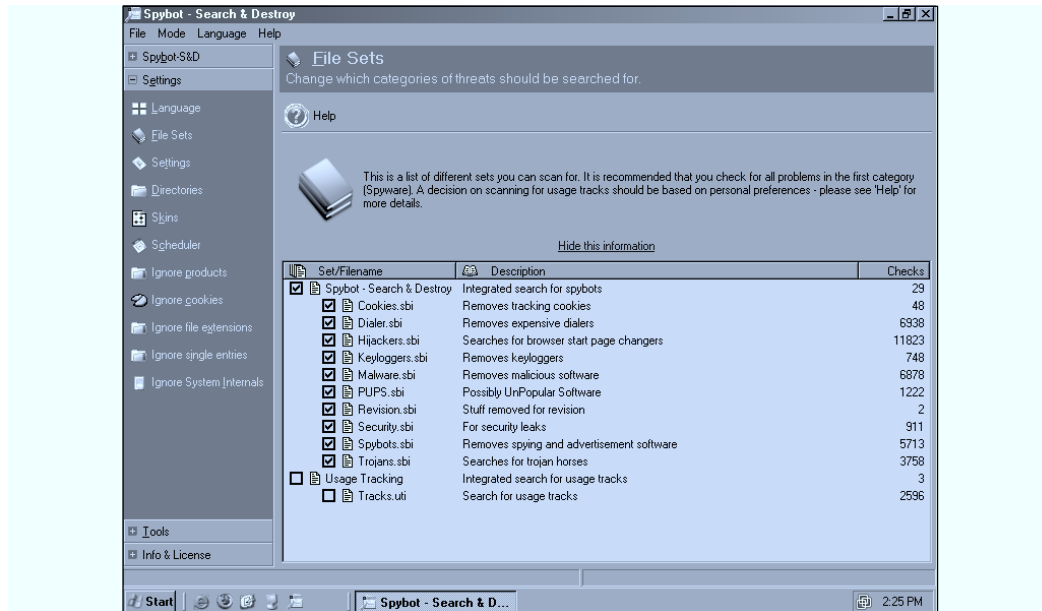 Spybot - Search & Destroy
File Mode Language Help
Spybot-S&D
Settings
Language
File Sets
Settings
Directories
Skins
Scheduler
Ignore products
Ignore cookies
Ignore file extensions
Ignore single entries
Ignore System Internals
Tools
Info & License
File Sets
Change which categories of threats should be searched for.
Help
This is a list of different sets you can scan for. It is recommended that you check for all problems in the first category
(Spyware). A decision on scanning for usage tracks should be based on personal preferences - please see 'Help' for
more details.
Hide this information
Set/Filename Description Checks
Spybot - Search & Destroy Integrated search for spybots 29
Cookies.sbi Removes tracking cookies 48
Dialer.sbi Removes expensive dialers 6938
Hijackers.sbi Searches for browser start page changers 11823
Keyloggers.sbi Removes keyloggers 748
Malware.sbi Removes malicious software 6878
PUPS.sbi Possibly UnPopular Software 1222
Revision.sbi Stuff removed for revision 2
Security.sbi For security leaks 911
Spybots.sbi Removes spying and advertisement software 5713
Trojans.sbi Searches for trojan horses 3758
Usage Tracking Integrated search for usage tracks 3
Tracks.uti Search for usage tracks 2596
Start Spybot - Search & D... 2:25 PM